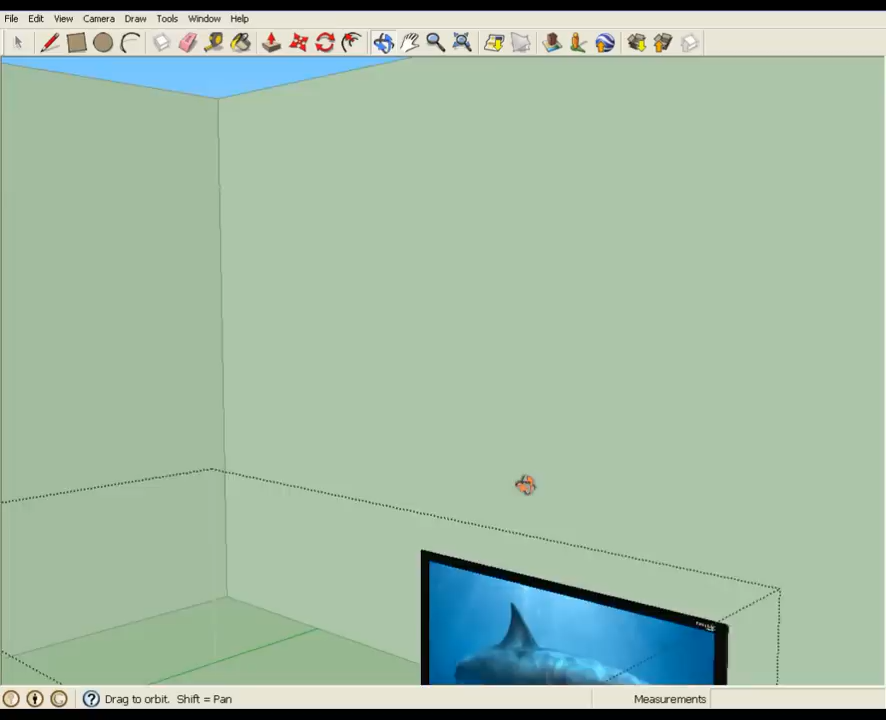 File Edit View Camera Draw Tools Window Help
Drag to orbit. Shift = Pan Measurements